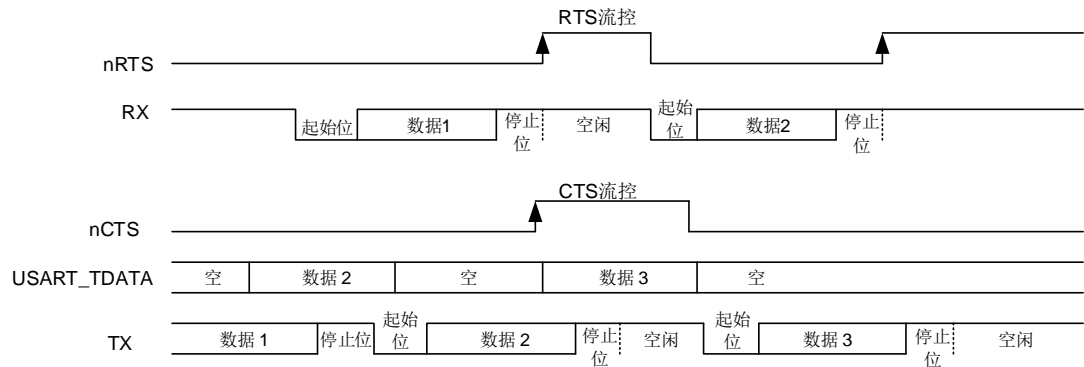 RTS流控
nRTS
RX
起始位
数据1
停止
位
空闲
起始
位
数据2
停止
位
CTS流控
nCTS
USART_TDATA
空
数据 2
空
数据 3
空
TX
数据 1
停止位
起始
位
数据 2
停止
位
空闲
起始
位
数据 3
停止
位
空闲